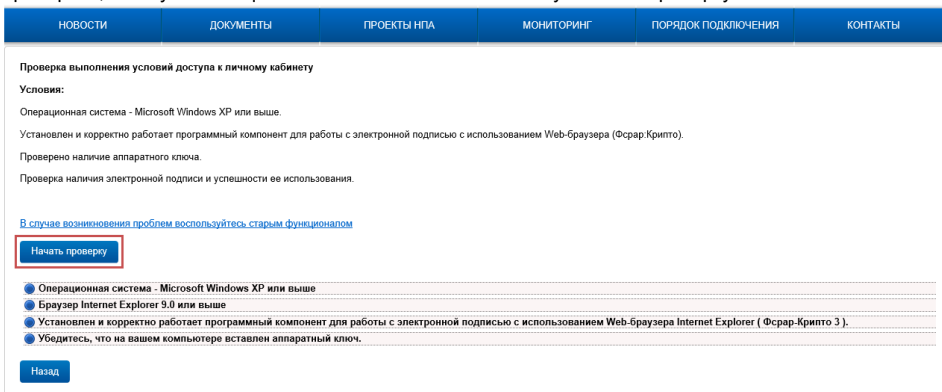 НОВОСТИ ДОКУМЕНТЫ ПРОЕКТЫ НПА МОНИТОРИНГ ПОРЯДОК ПОДКЛЮЧЕНИЯ КОНТАКТЫ
Проверка выполнения условий доступа к личному кабинету
Условия:
Операционная система - Microsoft Windows XP или выше.
Установлен и корректно работает программный компонент для работы с электронной подписью с использованием Web-браузера (Фсрар:Крипто).
Проверено наличие аппаратного ключа.
Проверка наличия электронной подписи и успешности ее использования.
В случае возникновения проблем воспользуйтесь старым функционалом
Начать проверку
Операционная система - Microsoft Windows XP или выше
Браузер Internet Explorer 9.0 или выше
Установлен и корректно работает программный компонент для работы с электронной подписью с использованием Web-браузера Internet Explorer ( Фсрар-Крипто 3 ).
Убедитесь, что на вашем компьютере вставлен аппаратный ключ.
Назад